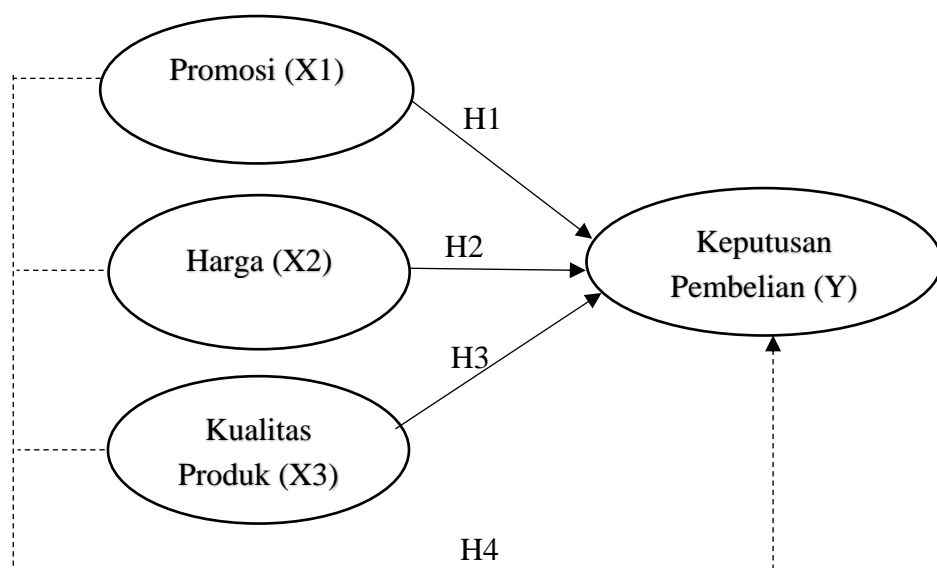 Promosi (X1)
H1
Harga (X2)
H2
Keputusan
Pembelian (Y)
H3
Kualitas
Produk (X3)
H4